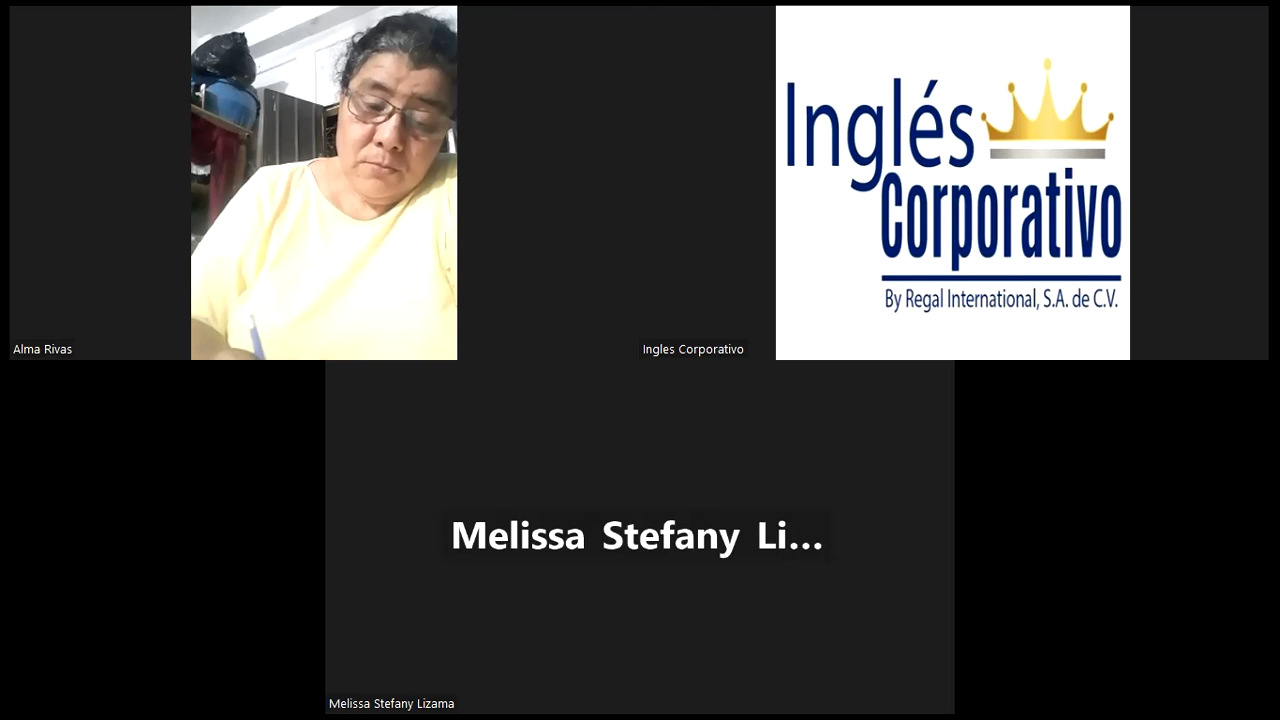 Inglés
Corporativo
By Regal International, S.A. de C.V.
Alma Rivas
Ingles Corporativo
Melissa Stefany Li...
Melissa Stefany Lizama